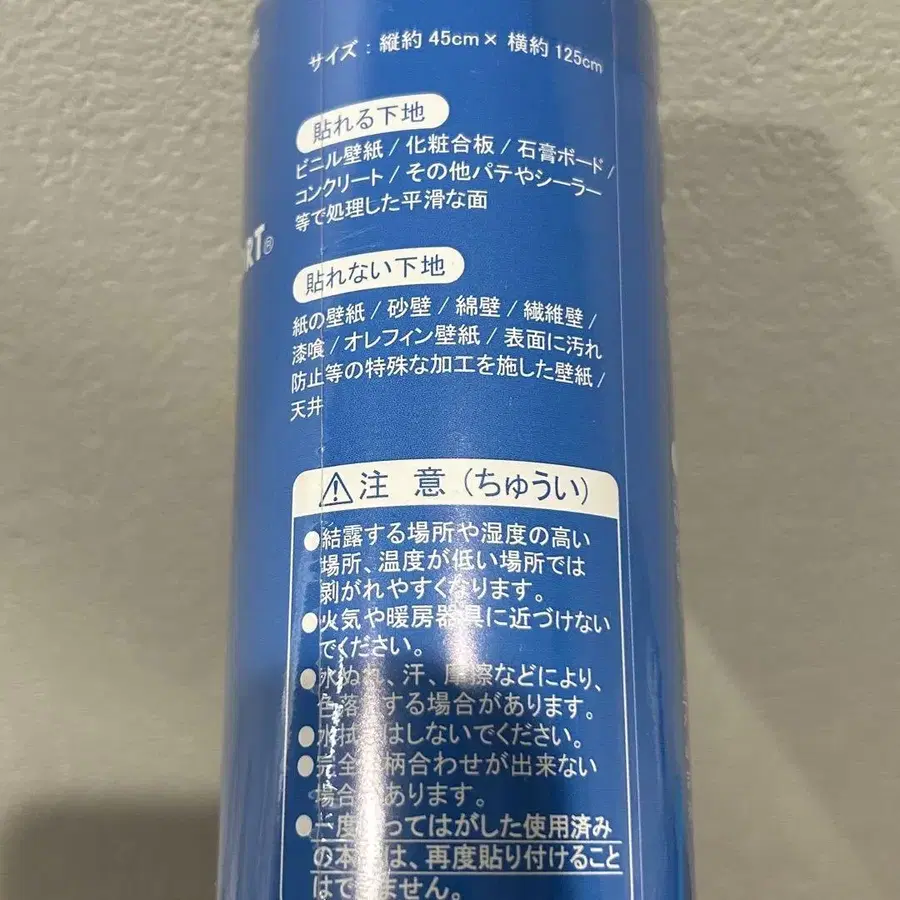 サイズ：縦約 45cm × 横約 125cm
貼れる下地
ビニル壁紙 / 化粧合板 / 石膏ボード /
コンクリート / その他パテやシーラー
等で処理した平滑な面
RT®
貼れない下地
紙の壁紙 / 砂壁 / 綿壁 / 繊維壁 /
漆喰 / オレフィン壁紙 / 表面に汚れ
防止等の特殊な加工を施した壁紙 /
天井
⚠注意（ちゅうい）
●結露する場所や湿度の高い
場所、温度が低い場所では
剥がれやすくなります。
●火気や暖房器具に近づけない
でください。
●水ぬれ、汗、摩擦などにより、
色落する場合があります。
●水拭はしないでください。
●完全柄合わせが出来ない
場合あります。
●一度ってはがした使用済み
の本は、再度貼り付けること
はできません。